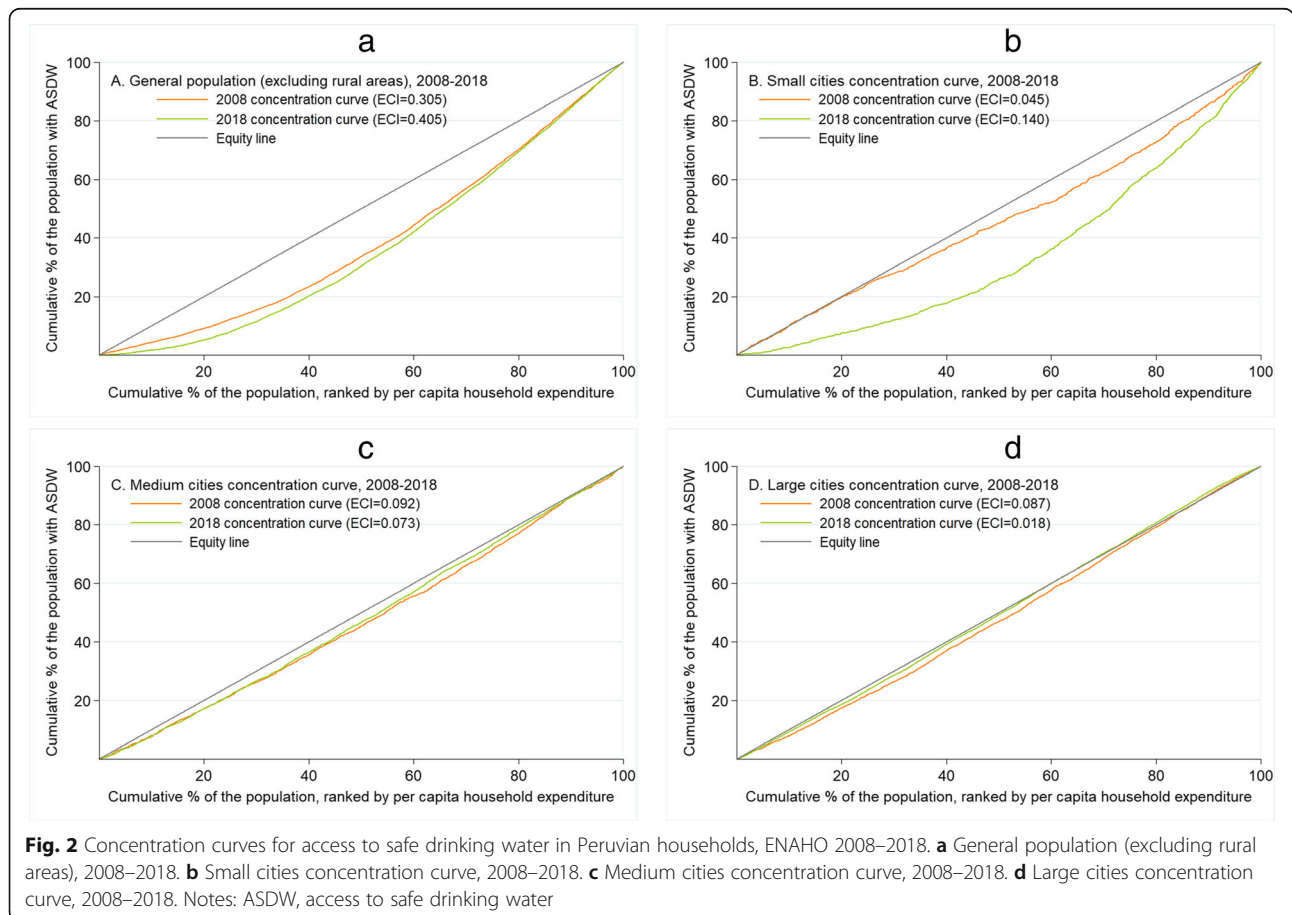 a
100
80
60
40
20
A. General population (excluding rural areas), 2008-2018
2008 concentration curve (ECI=0.305)
2018 concentration curve (ECI=0.405)
Equity line
Cumulative % of the population with ASDW
20 40 60 80 100
Cumulative % of the population, ranked by per capita household expenditure
b
100
80
60
40
20
B. Small cities concentration curve, 2008-2018
2008 concentration curve (ECI=0.045)
2018 concentration curve (ECI=0.140)
Equity line
Cumulative % of the population with ASDW
20 40 60 80 100
Cumulative % of the population, ranked by per capita household expenditure
c
100
80
60
40
20
C. Medium cities concentration curve, 2008-2018
2008 concentration curve (ECI=0.092)
2018 concentration curve (ECI=0.073)
Equity line
Cumulative % of the population with ASDW
20 40 60 80 100
Cumulative % of the population, ranked by per capita household expenditure
d
100
80
60
40
20
D. Large cities concentration curve, 2008-2018
2008 concentration curve (ECI=0.087)
2018 concentration curve (ECI=0.018)
Equity line
Cumulative % of the population with ASDW
20 40 60 80 100
Cumulative % of the population, ranked by per capita household expenditure
Fig. 2 Concentration curves for access to safe drinking water in Peruvian households, ENAHO 2008–2018. a General population (excluding rural
areas), 2008–2018. b Small cities concentration curve, 2008–2018. c Medium cities concentration curve, 2008–2018. d Large cities concentration
curve, 2008–2018. Notes: ASDW, access to safe drinking water